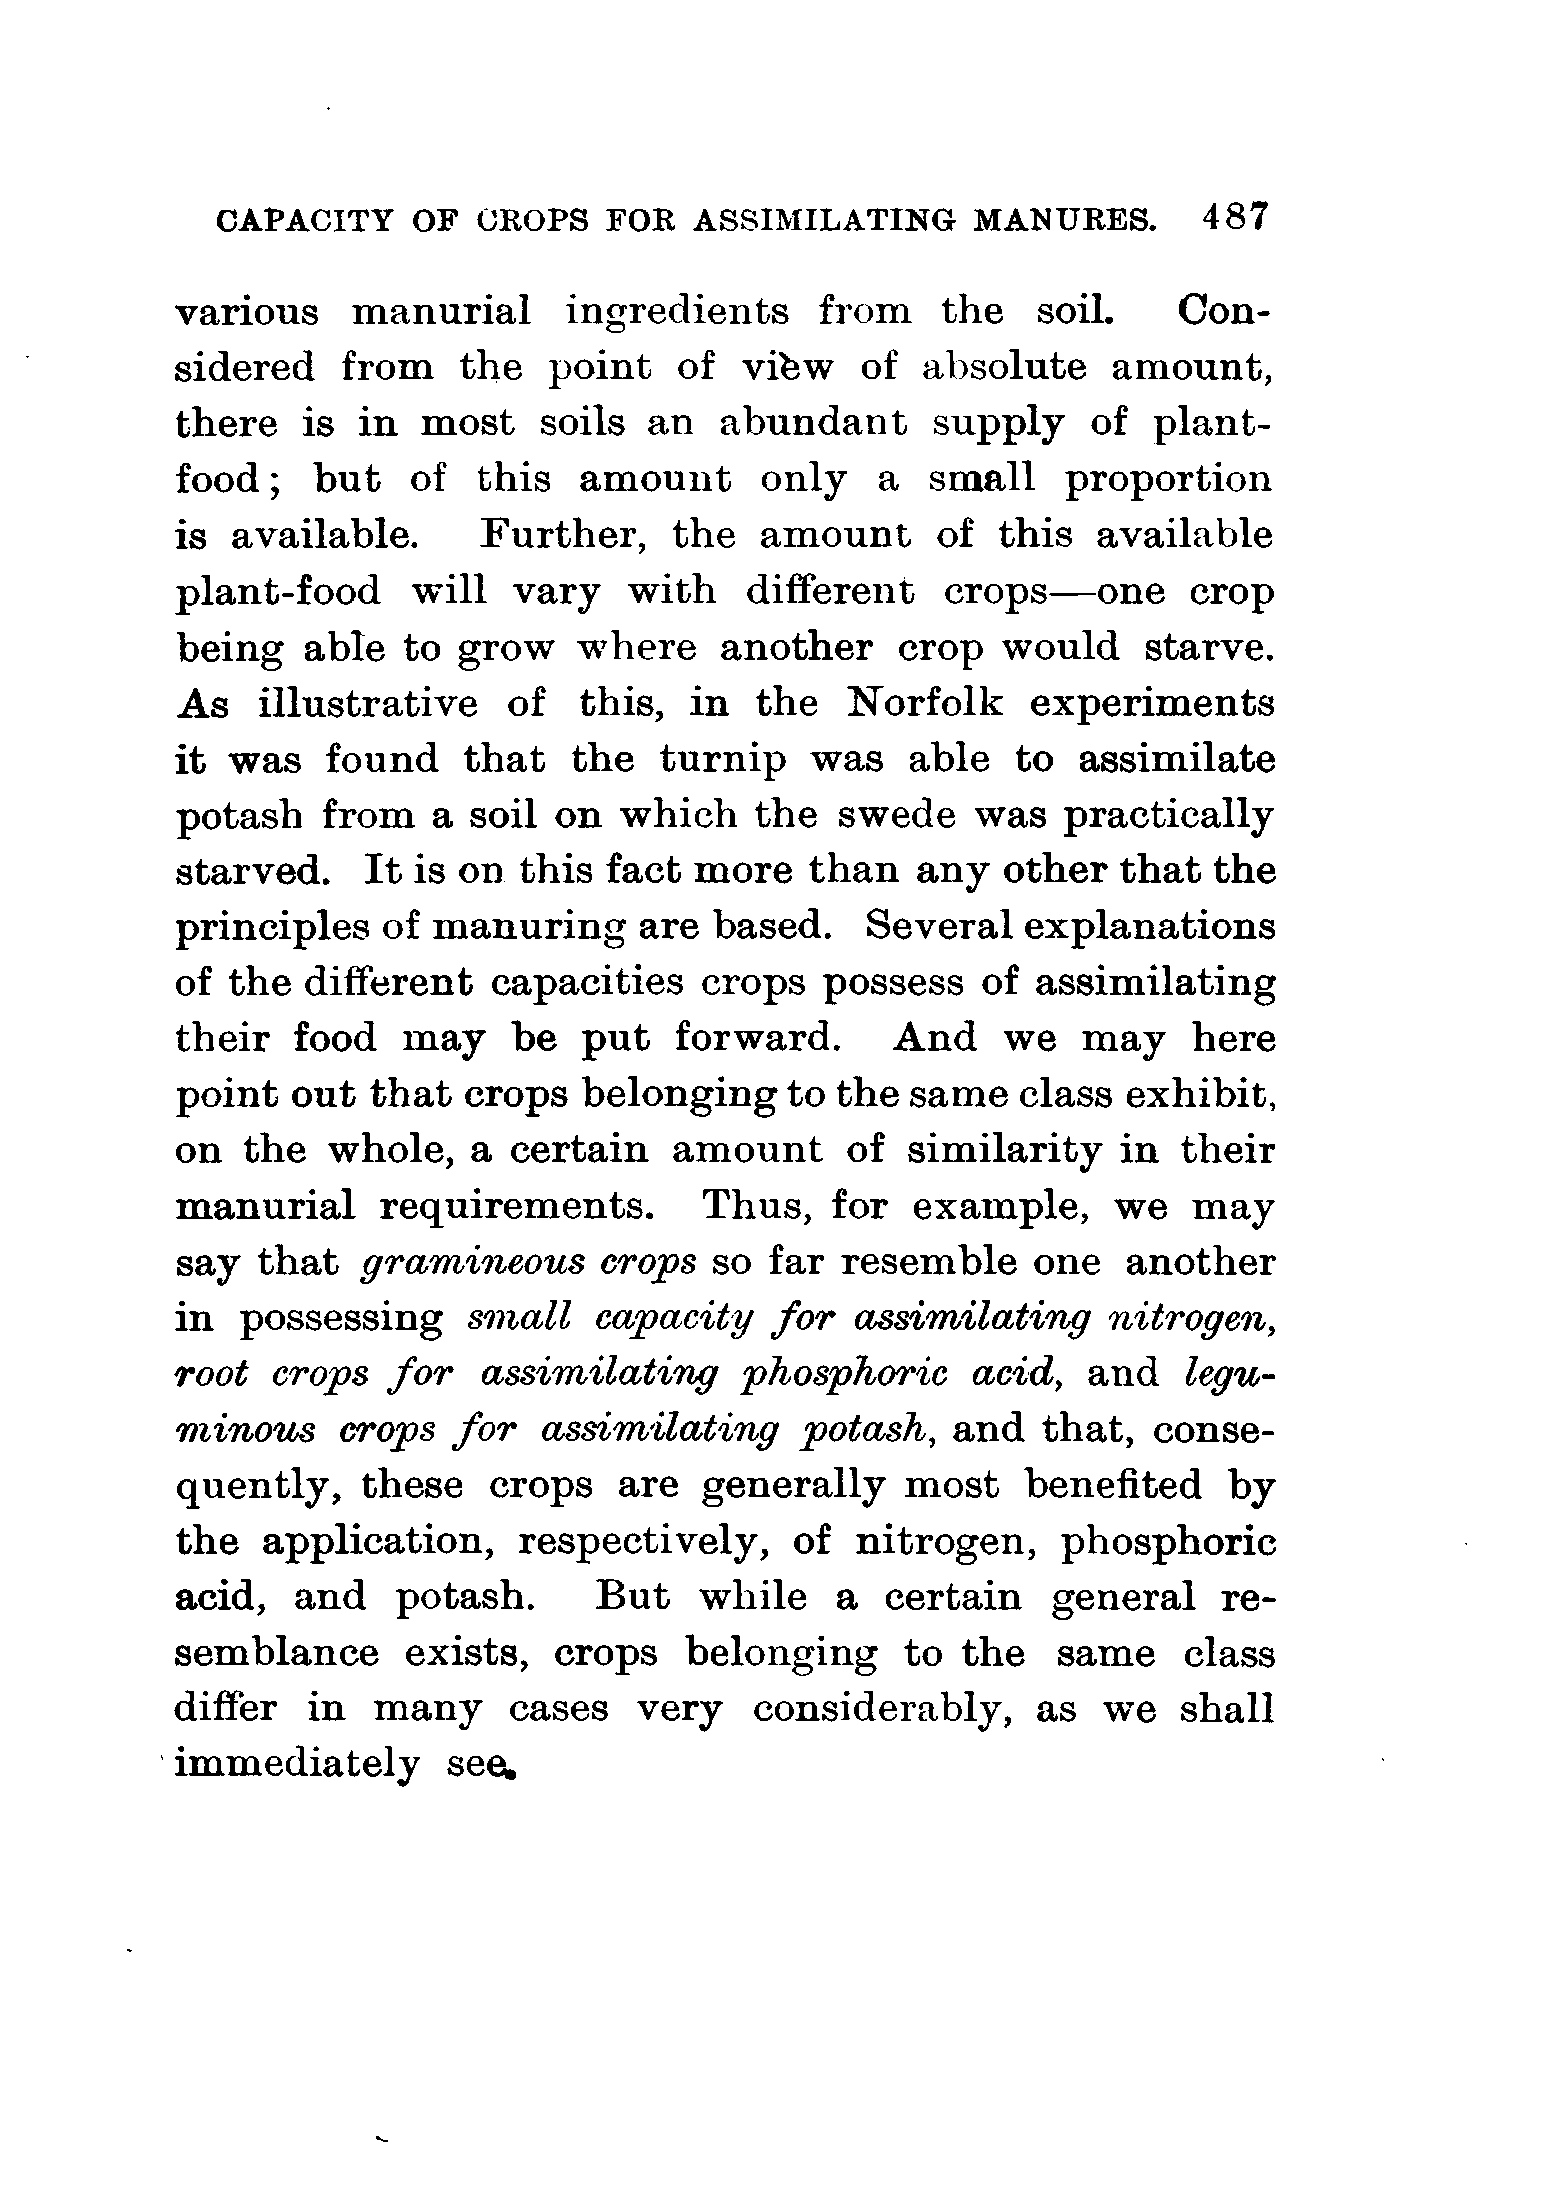 CAPACITY OF CROPS FOR ASSIMILATING MANURES. 487
various manurial ingredients from the soil. Con-
sidered from the point of view of absolute amount,
there is in most soils an abundant supply of plant-
food; but of this amount only a small proportion
is available. Further, the amount of this available
plant-food will vary with different crops—one crop
being able to grow where another crop would starve.
As illustrative of this, in the Norfolk experiments
it was found that the turnip was able to assimilate
potash from a soil on which the swede was practically
starved. It is on this fact more than any other that the
principles of manuring are based. Several explanations
of the different capacities crops possess of assimilating
their food may be put forward. And we may here
point out that crops belonging to the same class exhibit,
on the whole, a certain amount of similarity in their
manurial requirements. Thus, for example, we may
say that gramineous crops so far resemble one another
in possessing small capacity for assimilating nitrogen,
root crops for assimilating phosphoric acid, and legu-
minous crops for assimilating potash, and that, conse-
quently, these crops are generally most benefited by
the application, respectively, of nitrogen, phosphoric
acid, and potash. But while a certain general re-
semblance exists, crops belonging to the same class
differ in many cases very considerably, as we shall
immediately see.